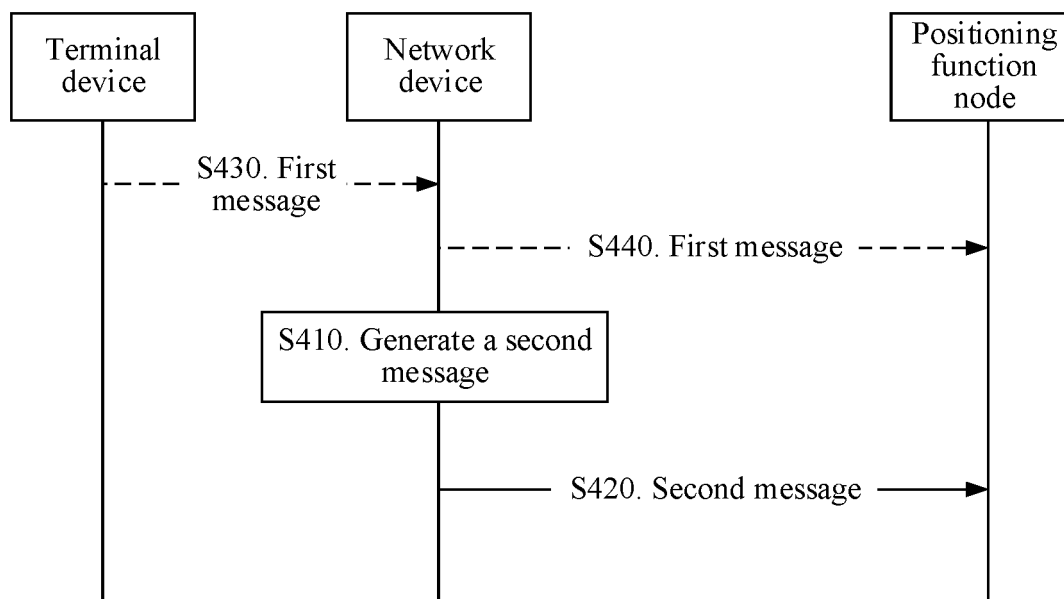 Terminal
device
Network
device
Positioning
function
node
S430. First
message
S440. First message
S410. Generate a second
message
S420. Second message